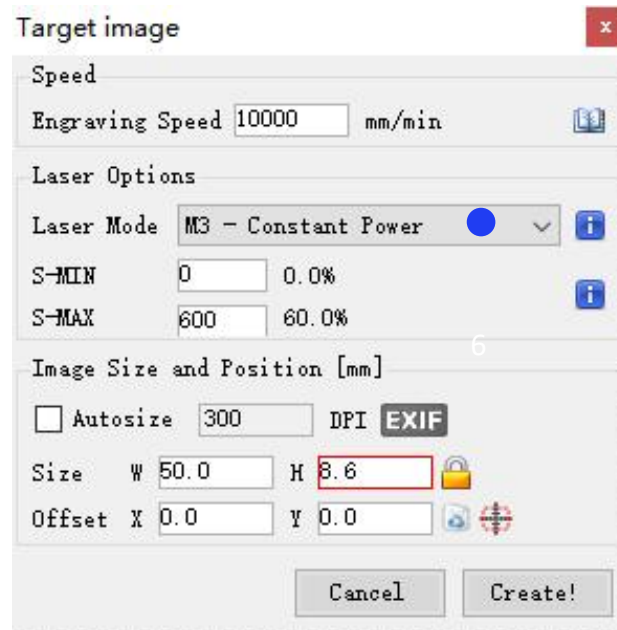 Target image
x
Speed
Engraving Speed 10000 mm/min
Laser Options
Laser Mode M3 - Constant Power
i
S-MIN 0 0.0%
i
S-MAX 600 60.0%
6
Image Size and Position [mm]
Autosize 300 DPI EXIF
Size W 50.0 H 8.6
Offset X 0.0 Y 0.0
Cancel Create!